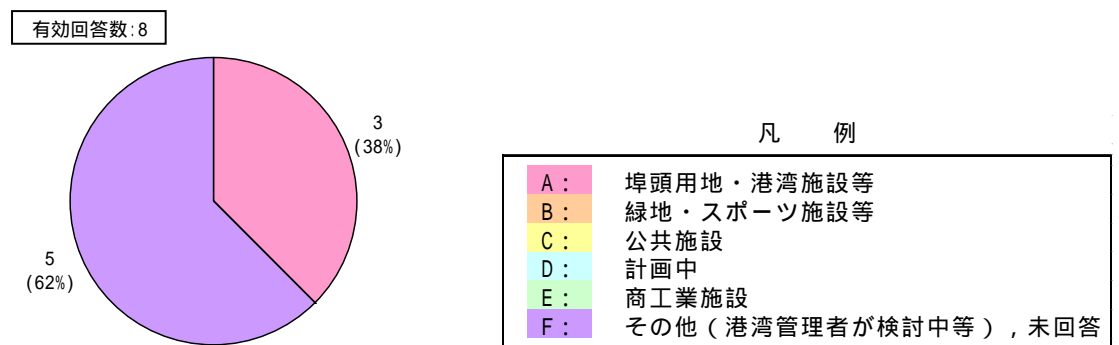 有効回答数:8
3
(38%)
5
(62%)
凡 例
A: 埠頭用地・港湾施設等
B: 緑地・スポーツ施設等
C: 公共施設
D: 計画中
E: 商工業施設
F: その他(港湾管理者が検討中等),未回答